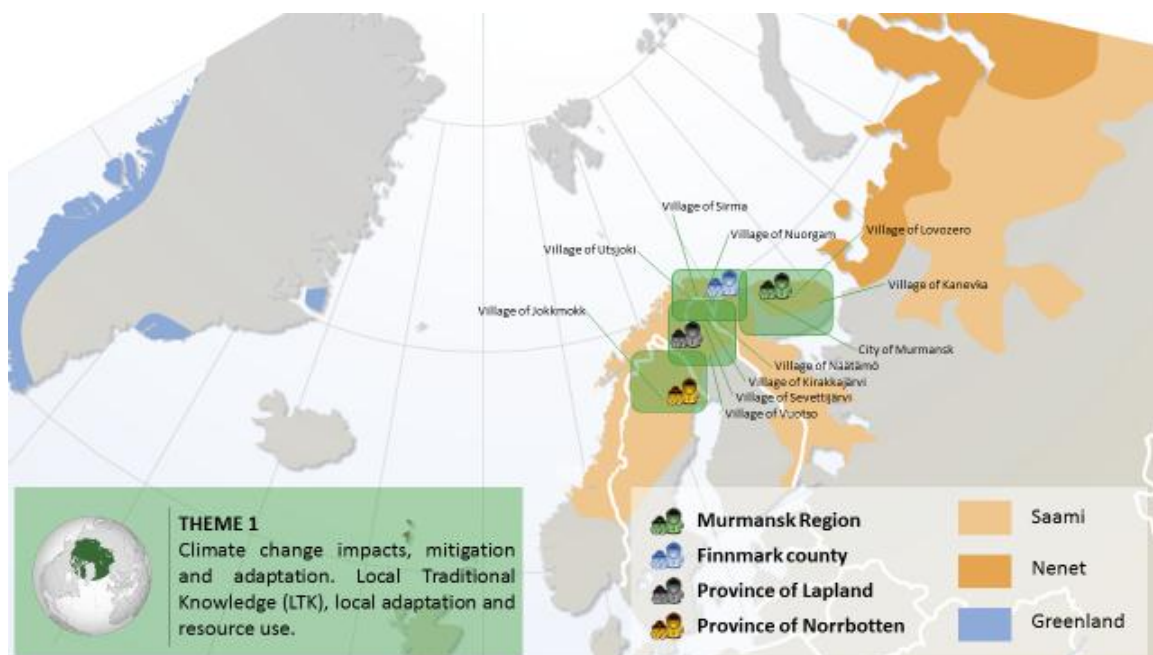 Village of Sirma
Village of Nuorgam
Village of Lovozero
Village of Utsjoki
Village of Kanevka
Village of Jokkmokk
City of Murmansk
Village of Näätämö
Village of Kirakkajärvi
Village of Sevettijärvi
Village of Vuotso
THEME 1
Climate change impacts, mitigation
and adaptation. Local Traditional
Knowledge (LTK), local adaptation and
resource use.
Murmansk Region
Finnmark county
Province of Lapland
Province of Norrbotten
Saami
Nenet
Greenland